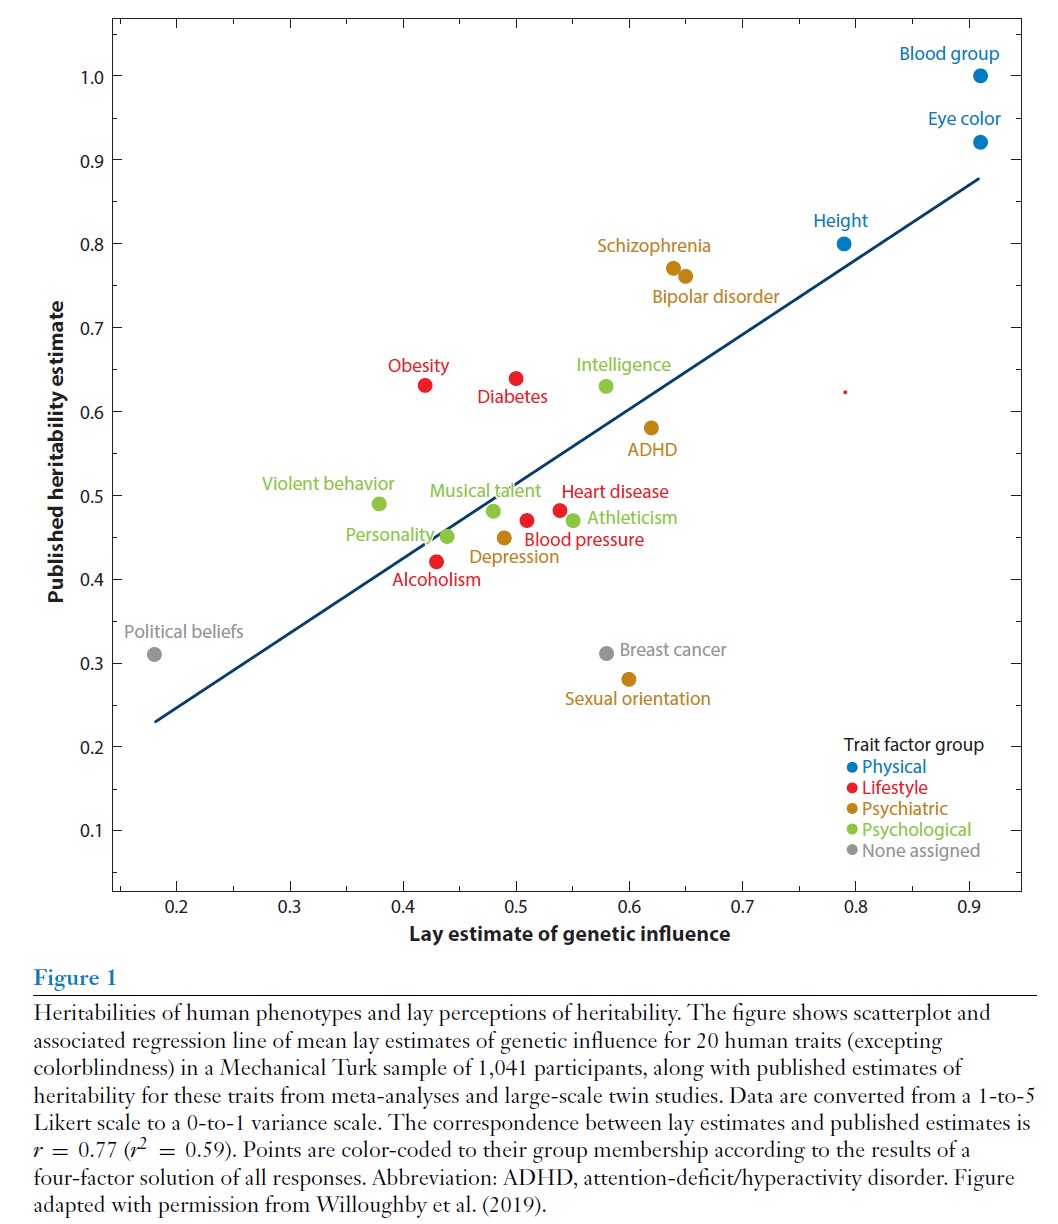 Blood group
1.0
Eye color
0.9
Height
0.8
Schizophrenia
Bipolar disorder
0.7
Obesity
Intelligence
Diabetes
0.6
ADHD
Violent behavior
Musical talent
Heart disease
0.5
Athleticism
Personality
Blood pressure
Depression
Alcoholism
0.4
Political beliefs
Breast cancer
0.3
Sexual orientation
0.2
0.1
Published heritability estimate
Trait factor group
Physical
Lifestyle
Psychiatric
Psychological
None assigned
0.2 0.3 0.4 0.5 0.6 0.7 0.8 0.9
Lay estimate of genetic influence
Figure 1
Heritabilities of human phenotypes and lay perceptions of heritability. The figure shows scatterplot and
associated regression line of mean lay estimates of genetic influence for 20 human traits (excepting
colorblindness) in a Mechanical Turk sample of 1,041 participants, along with published estimates of
heritability for these traits from meta-analyses and large-scale twin studies. Data are converted from a 1-to-5
Likert scale to a 0-to-1 variance scale. The correspondence between lay estimates and published estimates is
r = 0.77 (r² = 0.59). Points are color-coded to their group membership according to the results of a
four-factor solution of all responses. Abbreviation: ADHD, attention-deficit/hyperactivity disorder. Figure
adapted with permission from Willoughby et al. (2019).